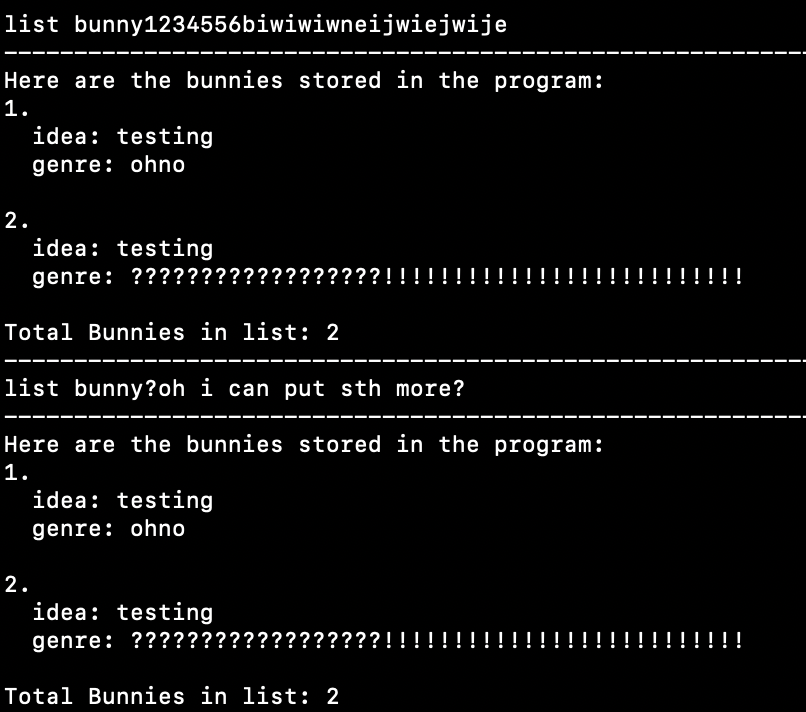 list bunny1234556biwiwiwneijwiejwije
------------------------------------------------------------
Here are the bunnies stored in the program:
1.
  idea: testing
  genre: ohno

2.
  idea: testing
  genre: ??????????????????!!!!!!!!!!!!!!!!!!!!!!!!!!

Total Bunnies in list: 2
------------------------------------------------------------
list bunny?oh i can put sth more?
------------------------------------------------------------
Here are the bunnies stored in the program:
1.
  idea: testing
  genre: ohno

2.
  idea: testing
  genre: ??????????????????!!!!!!!!!!!!!!!!!!!!!!!!!!

Total Bunnies in list: 2